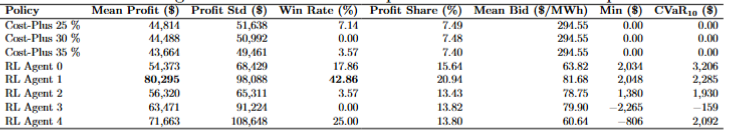 Policy Mean Profit ($) Profit Std ($) Win Rate (%) Profit Share (%) Mean Bid ($/MWh) Min ($) CVaR10 ($)
Cost-Plus 25 % 44,814 51,638 7.14 7.49 294.55 0.00 0.00
Cost-Plus 30 % 44,488 50,992 0.00 7.48 294.55 0.00 0.00
Cost-Plus 35 % 43,664 49,461 3.57 7.40 294.55 0.00 0.00
RL Agent 0 54,373 68,429 17.86 15.64 63.82 2,034 3,206
RL Agent 1 80,295 98,088 42.86 20.94 81.68 2,048 2,285
RL Agent 2 56,320 65,311 3.57 13.43 78.75 1,380 1,930
RL Agent 3 63,471 91,224 0.00 13.82 79.90 −2,265 −159
RL Agent 4 71,663 108,648 25.00 13.80 60.64 −806 2,092